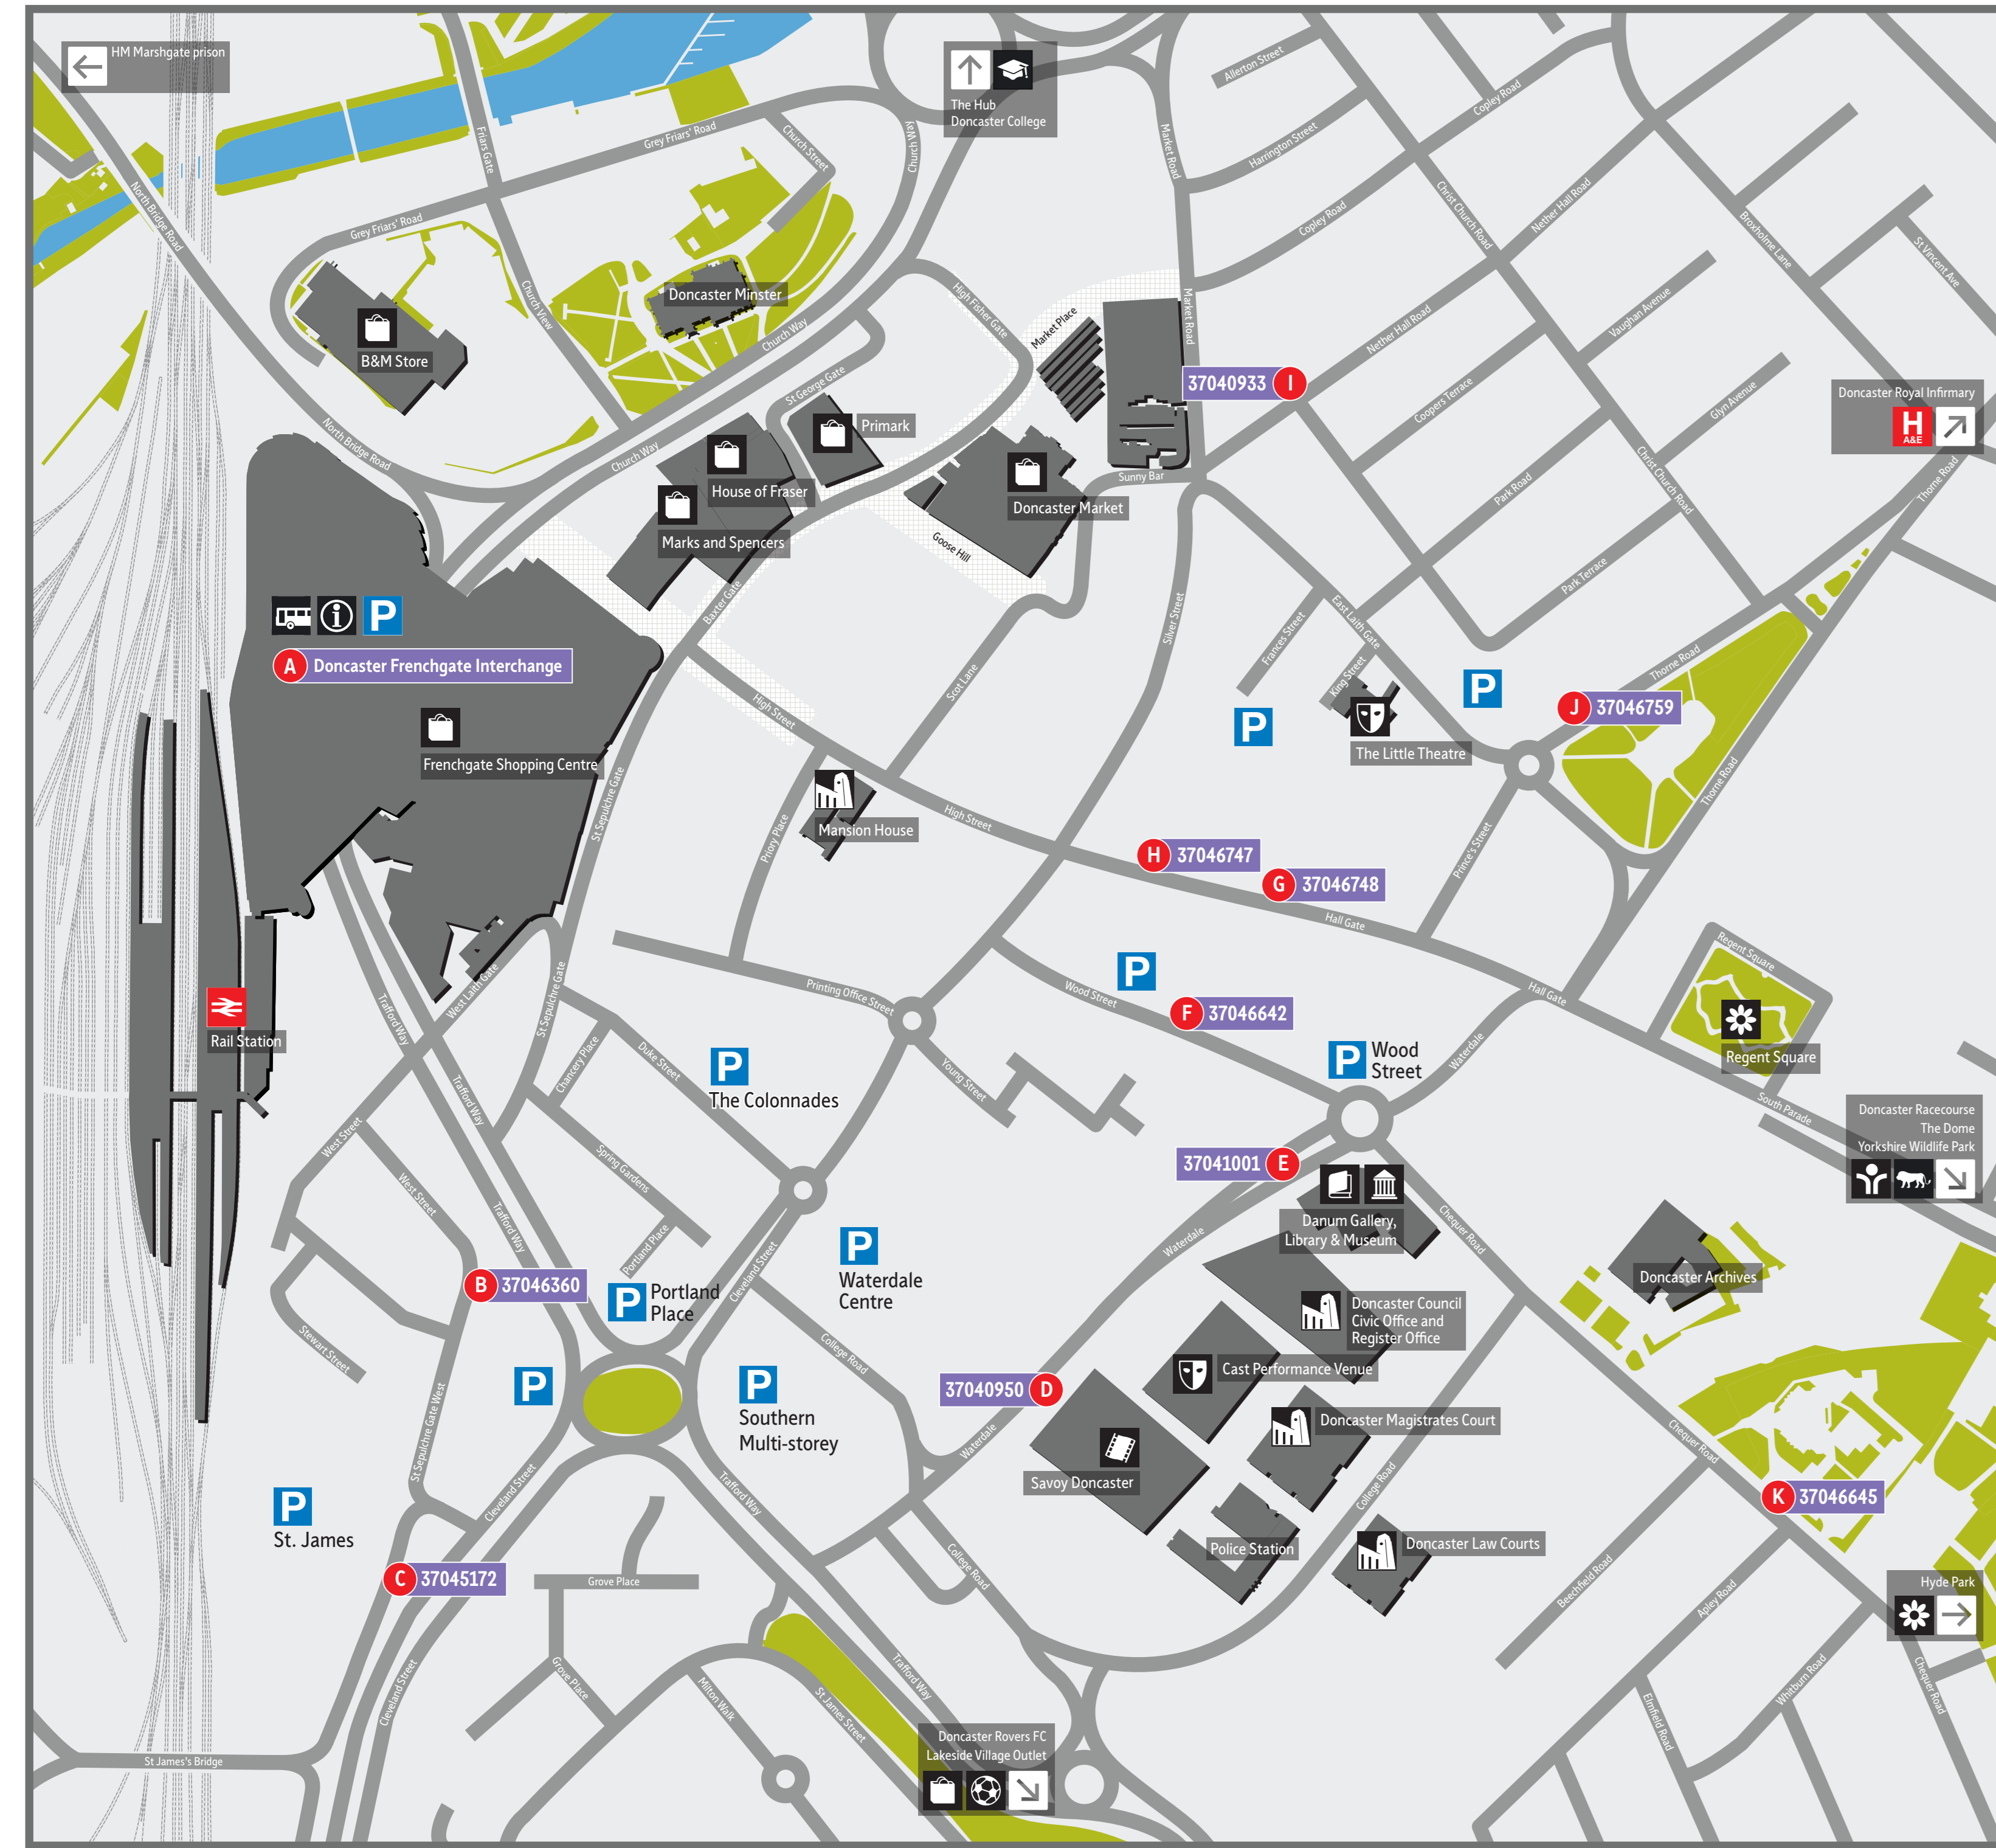 HM Marshgate prison
The Hub
Doncaster College
Allerton Street
Copley Road
Friars Gate
Grey Friars' Road
Church Street
Church Way
Market Road
Harrington Street
North Bridge Road
Grey Friars' Road
Christ Church Road
Nether Hall Road
Copley Road
Broxholme Lane
St Vincent Ave
Church View
Doncaster Minster
High Fisher Gate
Market Place
Market Road
B&M Store
Church Way
Nether Hall Road
Vaughan Avenue
St George Gate
37040933
I
Coopers Terrace
Glyn Avenue
Doncaster Royal Infirmary
H
A&E
North Bridge Road
Church Way
Primark
House of Fraser
Marks and Spencers
Doncaster Market
Sunny Bar
Park Road
Christ Church Road
Thorne Road
Goose Hill
Baxter Gate
Silver Street
Frances Street
East Laith Gate
Park Terrace
P
A
Doncaster Frenchgate Interchange
High Street
Scot Lane
King Street
Thorne Road
P
P
J
37046759
The Little Theatre
Frenchgate Shopping Centre
St Sepulchre Gate
Priory Place
Mansion House
High Street
Prince's Street
Thorne Road
H
37046747
G
37046748
Hall Gate
Regent Square
Rail Station
Trafford Way
West Laith Gate
St Sepulchre Gate
Printing Office Street
Wood Street
P
F
37046642
Hall Gate
Regent Square
P
Wood
Street
Waterdale
Chancery Place
Duke Street
P
The Colonnades
Young Street
Trafford Way
West Street
West Street
Spring Gardens
37041001
E
South Parade
Doncaster Racecourse
The Dome
Yorkshire Wildlife Park
Trafford Way
Portland Place
Cleveland Street
P
Waterdale
Centre
Waterdale
Danum Gallery,
Library & Museum
Chequer Road
Doncaster Archives
B
37046360
P
Portland
Place
Doncaster Council
Civic Office and
Register Office
Stewart Street
College Road
P
P
Southern
Multi-storey
37040950
D
Cast Performance Venue
Doncaster Magistrates Court
St Sepulchre Gate West
Waterdale
Savoy Doncaster
Chequer Road
K
37046645
P
St. James
Cleveland Street
Trafford Way
College Road
Police Station
Doncaster Law Courts
C
37045172
Grove Place
College Road
Beechfield Road
Apley Road
Hyde Park
Cleveland Street
Grove Place
Milton Walk
St James Street
Trafford Way
Elmfield Road
Whitburn Road
Chequer Road
St James's Bridge
Doncaster Rovers FC
Lakeside Village Outlet